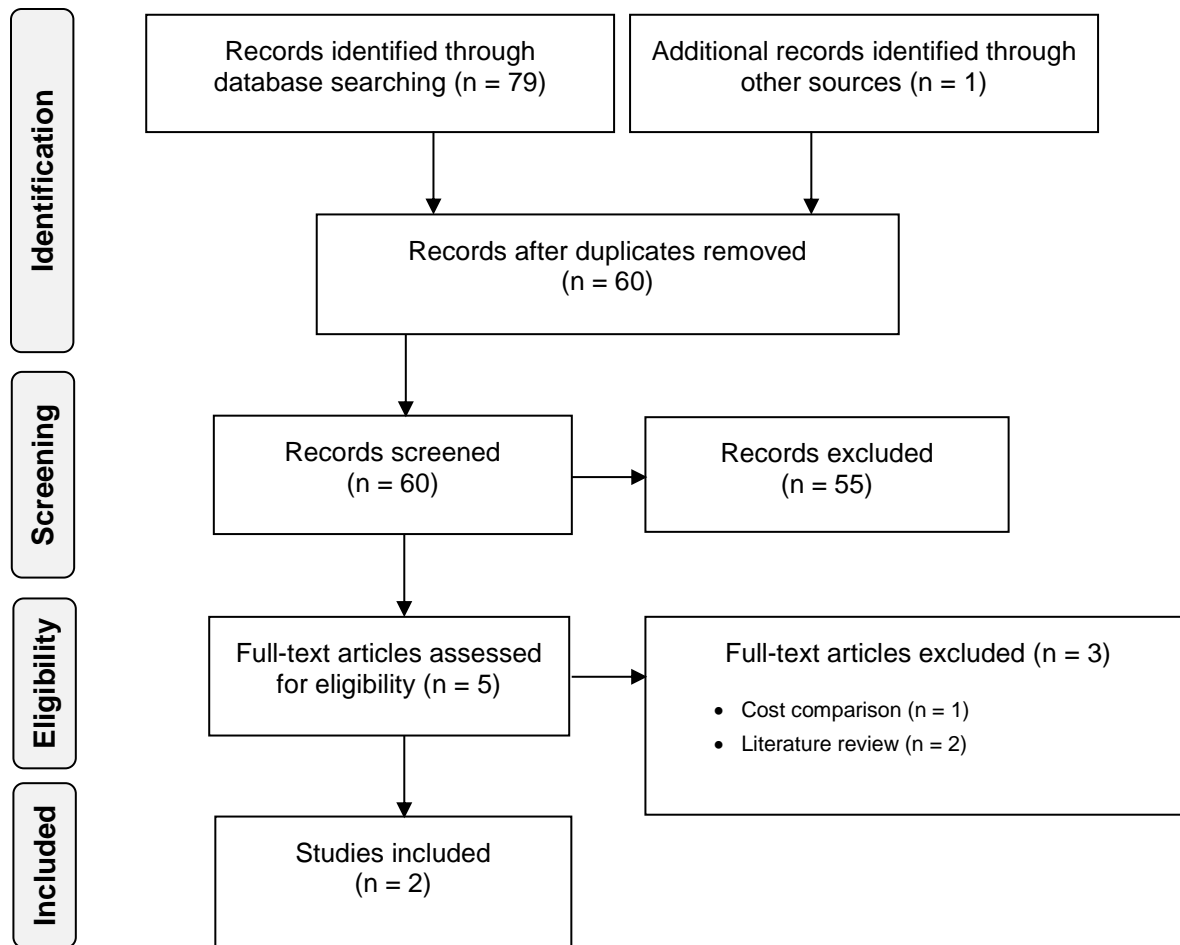 Identification
Records identified through
database searching (n = 79)
Additional records identified through
other sources (n = 1)
Records after duplicates removed
(n = 60)
Screening
Records screened
(n = 60)
Records excluded
(n = 55)
Eligibility
Full-text articles assessed
for eligibility (n = 5)
Full-text articles excluded (n = 3)
• Cost comparison (n = 1)
• Literature review (n = 2)
Included
Studies included
(n = 2)